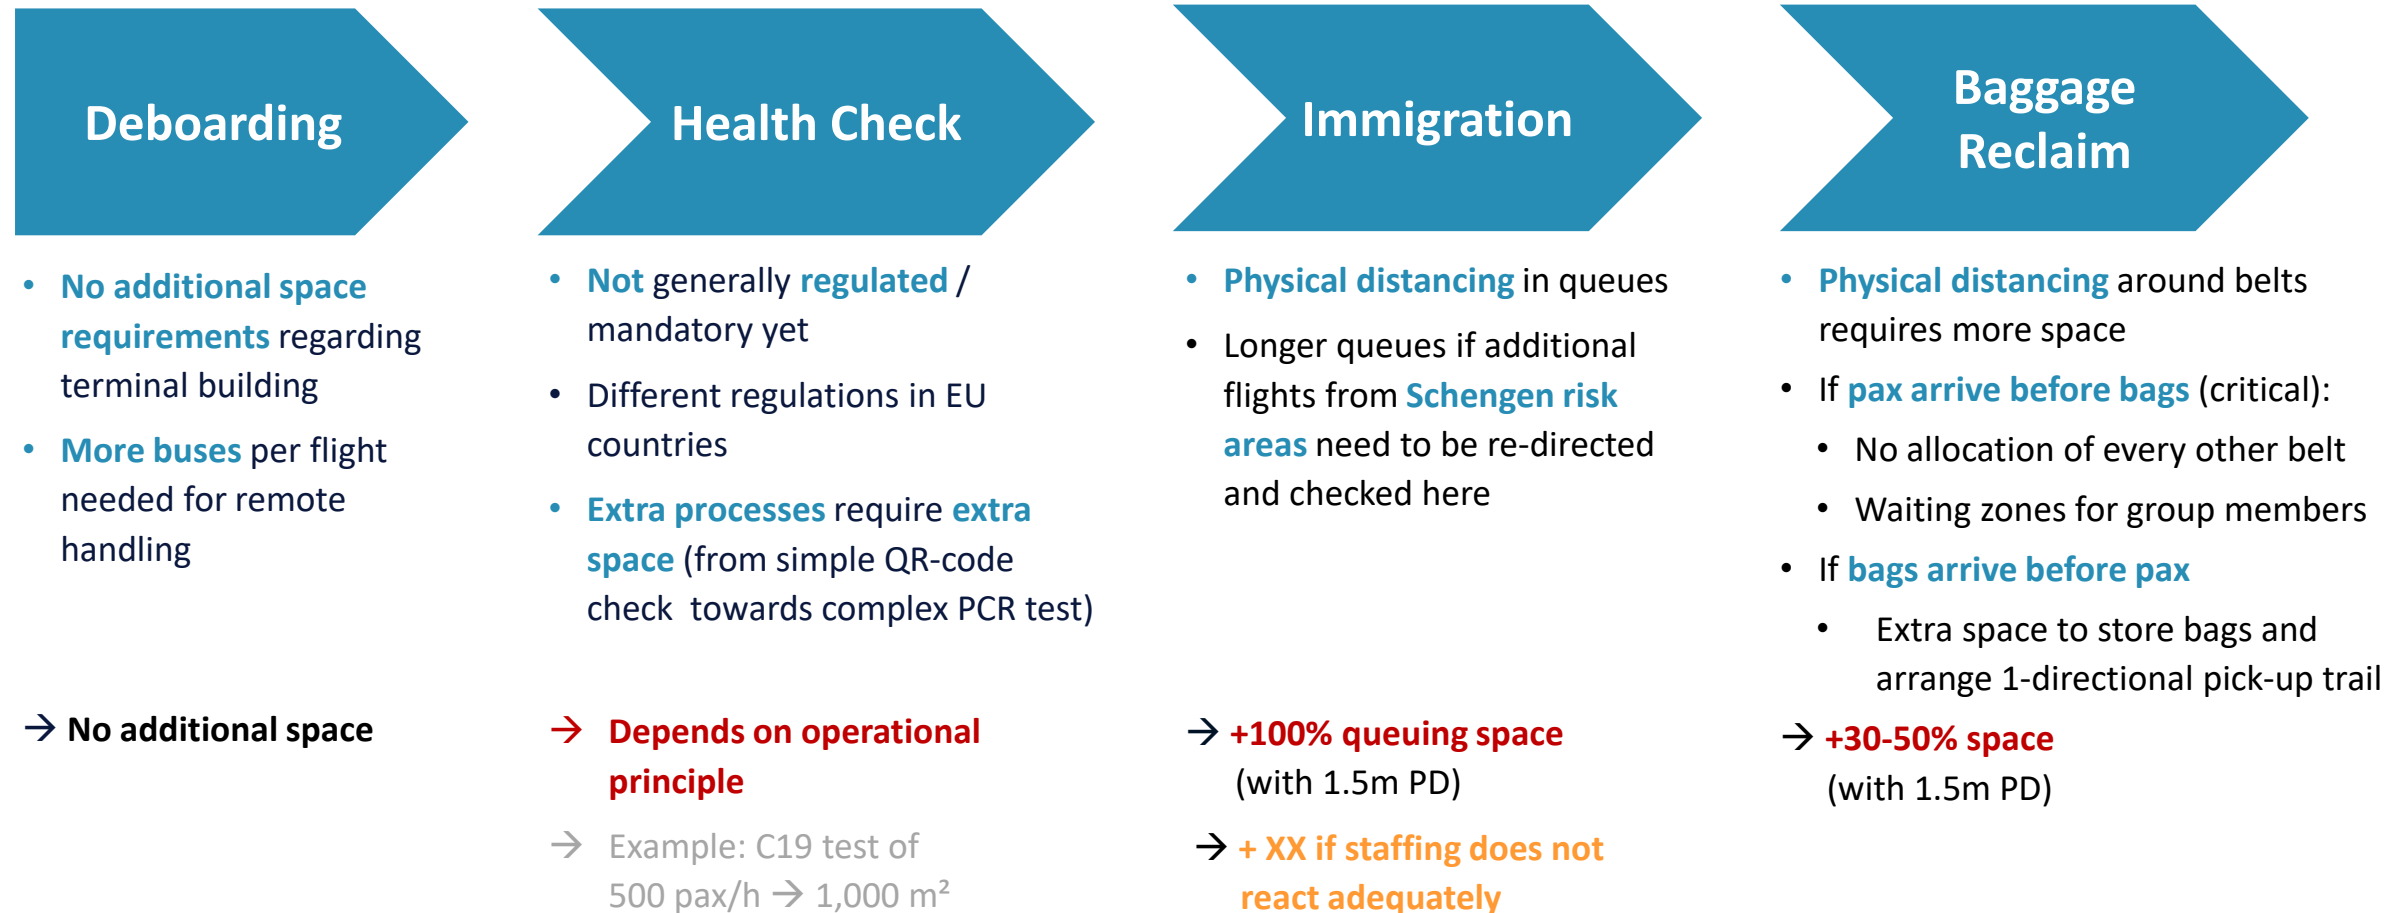 Deboarding
• No additional space
requirements regarding
terminal building
• More buses per flight
needed for remote
handling
→ No additional space
Health Check
• Not generally regulated /
mandatory yet
• Different regulations in EU
countries
• Extra processes require extra
space (from simple QR-code
check towards complex PCR test)
→ Depends on operational
principle
→ Example: C19 test of
500 pax/h → 1,000 m²
Immigration
• Physical distancing in queues
• Longer queues if additional
flights from Schengen risk
areas need to be re-directed
and checked here
→ +100% queuing space
(with 1.5m PD)
→ + XX if staffing does not
react adequately
Baggage
Reclaim
• Physical distancing around belts
requires more space
• If pax arrive before bags (critical):
• No allocation of every other belt
• Waiting zones for group members
• If bags arrive before pax
• Extra space to store bags and
arrange 1-directional pick-up trail
→ +30-50% space
(with 1.5m PD)